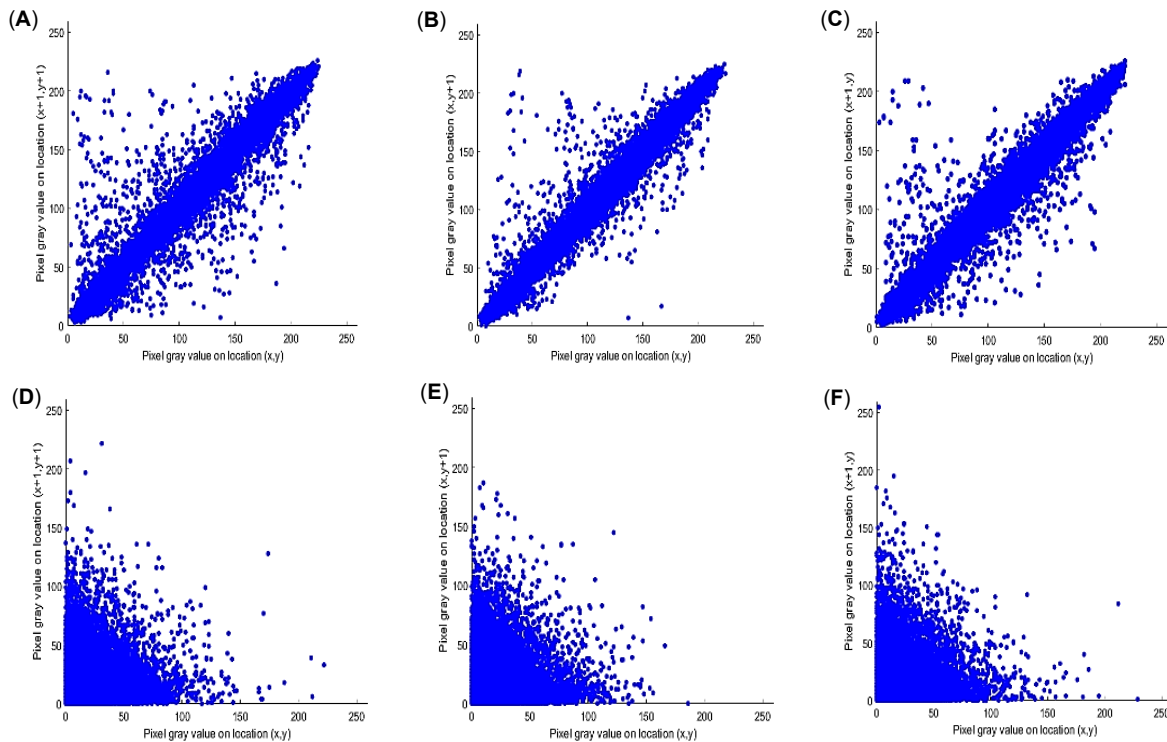 (A)
250
200
150
100
50
0
Pixel gray value on location (x+1,y+1)
0 50 100 150 200 250
Pixel gray value on location (x,y)
(B)
250
200
150
100
50
0
Pixel gray value on location (x,y+1)
0 50 100 150 200 250
Pixel gray value on location (x,y)
(C)
250
200
150
100
50
0
Pixel gray value on location (x+1,y)
0 50 100 150 200 250
Pixel gray value on location (x,y)
(D)
250
200
150
100
50
0
Pixel gray value on location (x+1,y+1)
0 50 100 150 200 250
Pixel gray value on location (x,y)
(E)
250
200
150
100
50
0
Pixel gray value on location (x,y+1)
0 50 100 150 200 250
Pixel gray value on location (x,y)
(F)
250
200
150
100
50
0
Pixel gray value on location (x+1,y)
0 50 100 150 200 250
Pixel gray value on location (x,y)